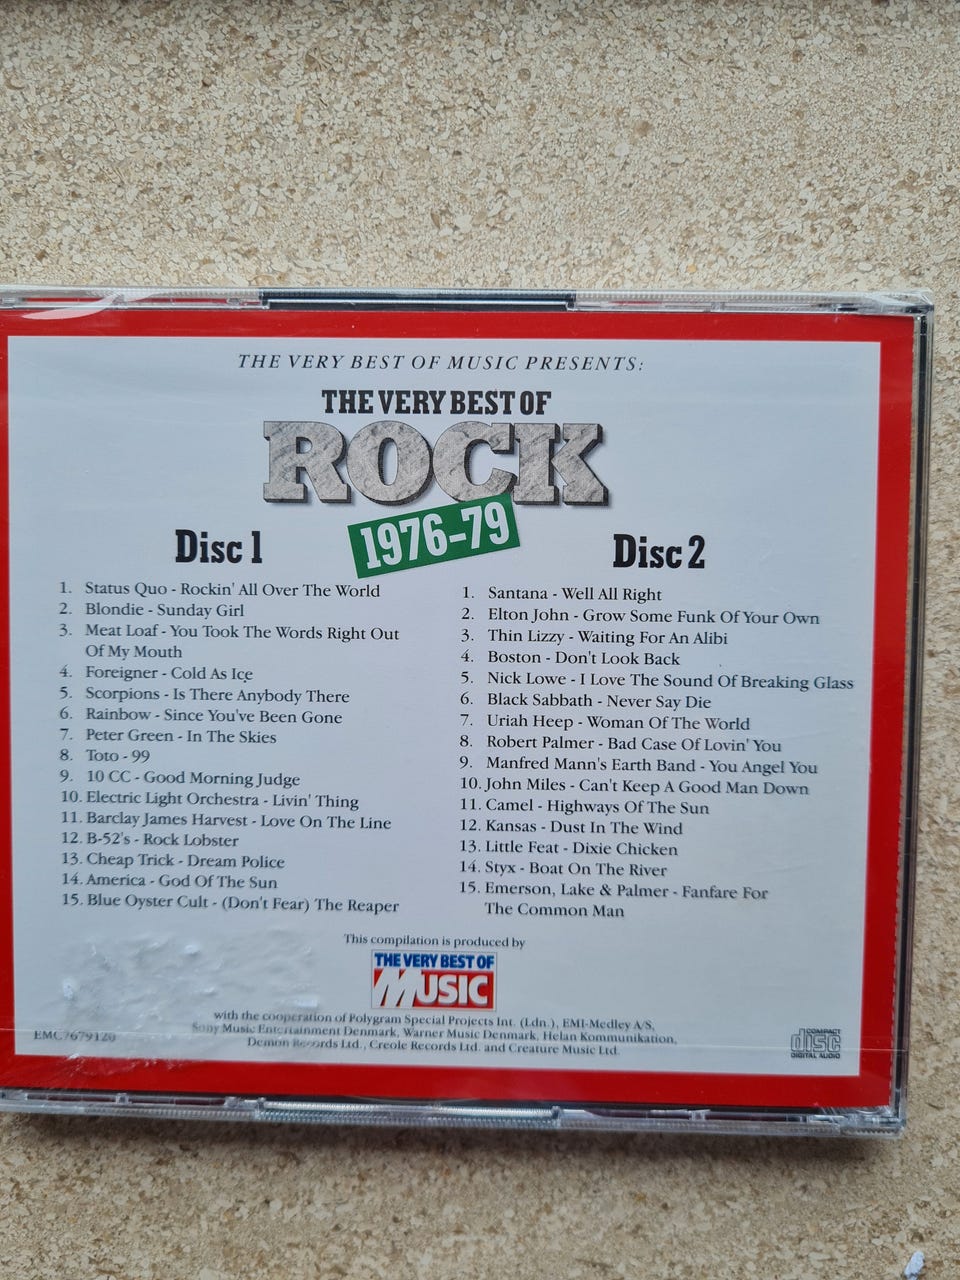 THE VERY BEST OF MUSIC PRESENTS:
THE VERY BEST OF
ROCK
1976-79
Disc 1
1. Status Quo - Rockin' All Over The World
2. Blondie - Sunday Girl
3. Meat Loaf - You Took The Words Right Out
Of My Mouth
4. Foreigner - Cold As Ice
5. Scorpions - Is There Anybody There
6. Rainbow - Since You've Been Gone
7. Peter Green - In The Skies
8. Toto - 99
9. 10 CC - Good Morning Judge
10. Electric Light Orchestra - Livin' Thing
11. Barclay James Harvest - Love On The Line
12. B-52's - Rock Lobster
13. Cheap Trick - Dream Police
14. America - God Of The Sun
15. Blue Oyster Cult - (Don't Fear) The Reaper
Disc 2
1. Santana - Well All Right
2. Elton John - Grow Some Funk Of Your Own
3. Thin Lizzy - Waiting For An Alibi
4. Boston - Don't Look Back
5. Nick Lowe - I Love The Sound Of Breaking Glass
6. Black Sabbath - Never Say Die
7. Uriah Heep - Woman Of The World
8. Robert Palmer - Bad Case Of Lovin' You
9. Manfred Mann's Earth Band - You Angel You
10. John Miles - Can't Keep A Good Man Down
11. Camel - Highways Of The Sun
12. Kansas - Dust In The Wind
13. Little Feat - Dixie Chicken
14. Styx - Boat On The River
15. Emerson, Lake & Palmer - Fanfare For
The Common Man
This compilation is produced by
THE VERY BEST OF
MUSIC
with the cooperation of Polygram Special Projects Int. (Ldn.), EMI-Medley A/S,
Sony Music Entertainment Denmark, Warner Music Denmark, Helan Kommunikation,
Demon Records Ltd., Creole Records Ltd. and Creature Music Ltd.
EMC7679120
COMPACT
disc
DIGITAL AUDIO